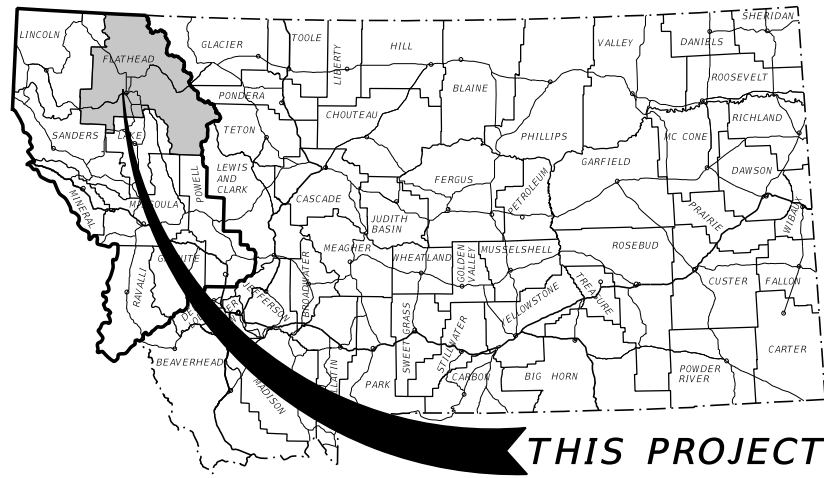 LINCOLN
FLATHEAD
GLACIER
TOOLE
LIBERTY
HILL
BLAINE
VALLEY
DANIELS
SHERIDAN
ROOSEVELT
PONDERA
CHOUTEAU
TETON
PHILLIPS
RICHLAND
MC CONE
SANDERS
LAKE
GARFIELD
DAWSON
LEWIS
AND
CLARK
POWELL
FERGUS
PETROLEUM
CASCADE
JUDITH
BASIN
PRAIRIE
WIBAUX
MINERAL
MEAGHER
WHEATLAND
GOLDEN
VALLEY
MUSSELSHELL
ROSEBUD
RAVALLI
BROADWATER
JEFFERSON
TREASURE
CUSTER
FALLON
YELLOWSTONE
SWEET GRASS
STILLWATER
BEAVERHEAD
MADISON
PARK
CARBON
BIG HORN
POWDER
RIVER
CARTER
THIS PROJECT